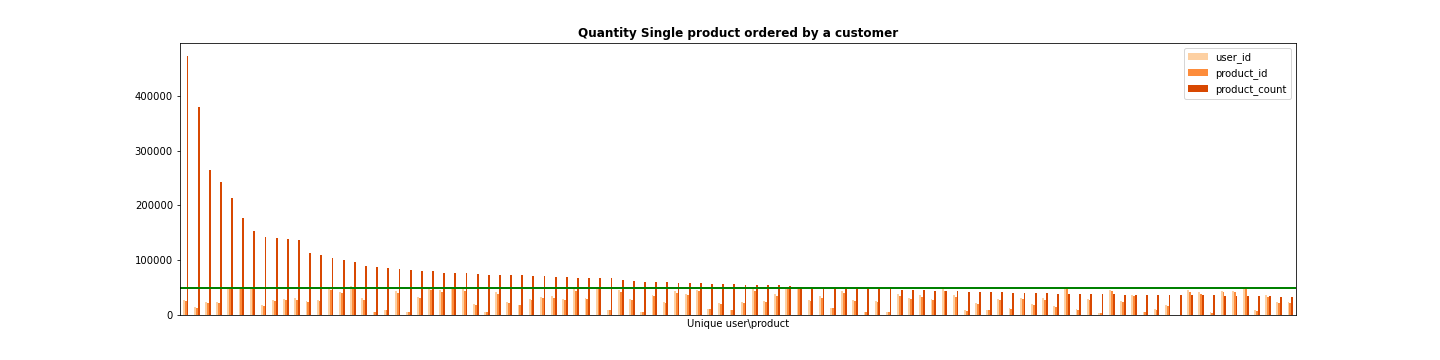 Quantity Single product ordered by a customer
user_id
product_id
product_count
400000
300000
200000
100000
0
Unique user\product